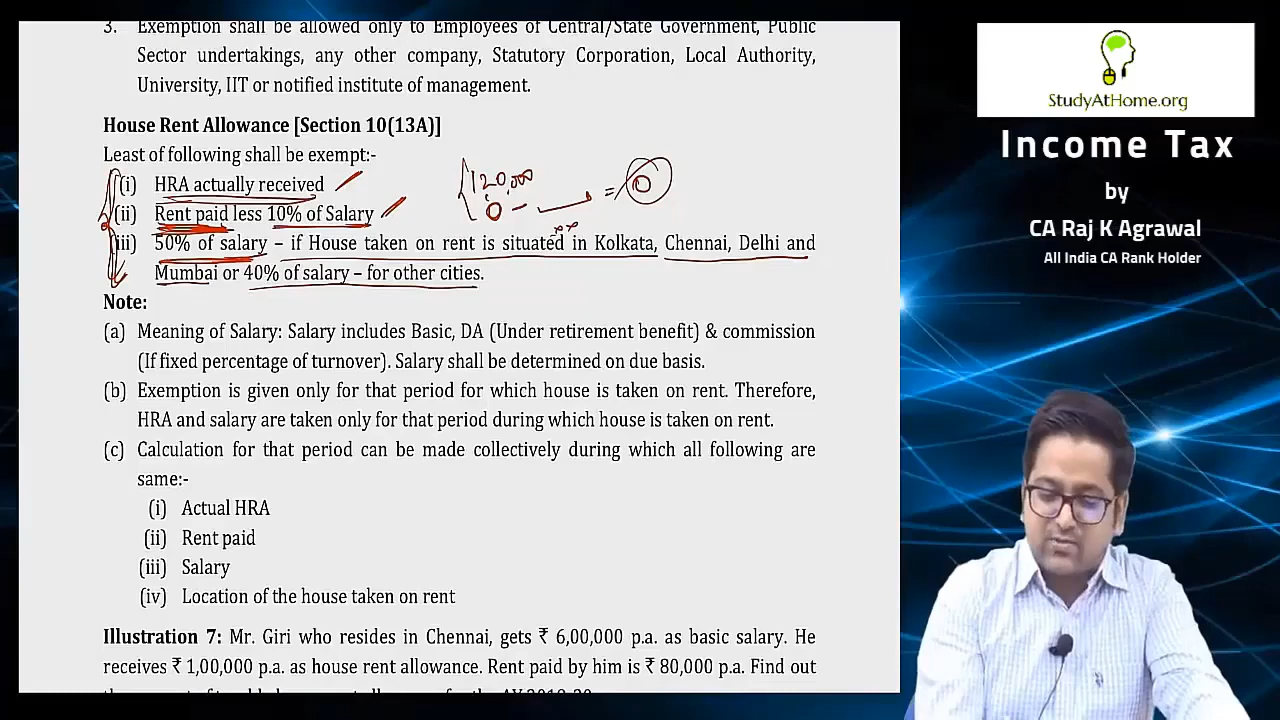 3. Exemption shall be allowed only to Employees of Central/State Government, Public
Sector undertakings, any other company, Statutory Corporation, Local Authority,
University, IIT or notified institute of management.
House Rent Allowance [Section 10(13A)]
Least of following shall be exempt:-
(i) HRA actually received
(ii) Rent paid less 10% of Salary
(iii) 50% of salary – if House taken on rent is situated in Kolkata, Chennai, Delhi and
Mumbai or 40% of salary – for other cities.
120,000
0 – = 0
Note:
(a) Meaning of Salary: Salary includes Basic, DA (Under retirement benefit) & commission
(If fixed percentage of turnover). Salary shall be determined on due basis.
(b) Exemption is given only for that period for which house is taken on rent. Therefore,
HRA and salary are taken only for that period during which house is taken on rent.
(c) Calculation for that period can be made collectively during which all following are
same:-
(i) Actual HRA
(ii) Rent paid
(iii) Salary
(iv) Location of the house taken on rent
Illustration 7: Mr. Giri who resides in Chennai, gets ₹ 6,00,000 p.a. as basic salary. He
receives ₹ 1,00,000 p.a. as house rent allowance. Rent paid by him is ₹ 80,000 p.a. Find out
StudyAtHome.org
Income Tax
by
CA Raj K Agrawal
All India CA Rank Holder